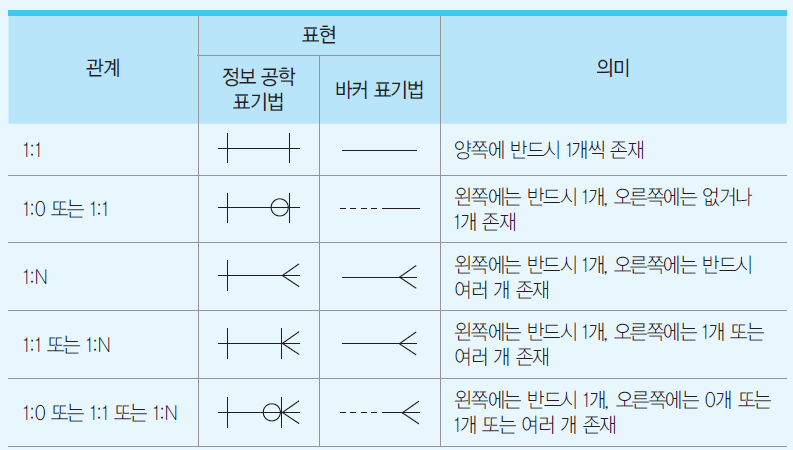 관계
표현
의미
정보 공학
표기법
바커 표기법
1:1
양쪽에 반드시 1개씩 존재
1:0 또는 1:1
왼쪽에는 반드시 1개, 오른쪽에는 없거나
1개 존재
1:N
왼쪽에는 반드시 1개, 오른쪽에는 반드시
여러 개 존재
1:1 또는 1:N
왼쪽에는 반드시 1개, 오른쪽에는 1개 또는
여러 개 존재
1:0 또는 1:1 또는 1:N
왼쪽에는 반드시 1개, 오른쪽에는 0개 또는
1개 또는 여러 개 존재